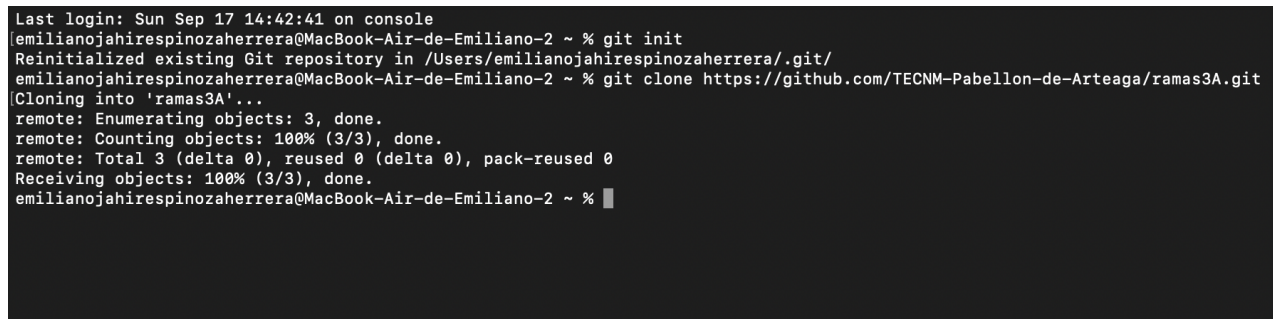 Last login: Sun Sep 17 14:42:41 on console
[emilianojahirespinozaherrera@MacBook-Air-de-Emiliano-2 ~ % git init
Reinitialized existing Git repository in /Users/emilianojahirespinozaherrera/.git/
emilianojahirespinozaherrera@MacBook-Air-de-Emiliano-2 ~ % git clone https://github.com/TECNM-Pabellon-de-Arteaga/ramas3A.git
[Cloning into 'ramas3A'...
remote: Enumerating objects: 3, done.
remote: Counting objects: 100% (3/3), done.
remote: Total 3 (delta 0), reused 0 (delta 0), pack-reused 0
Receiving objects: 100% (3/3), done.
emilianojahirespinozaherrera@MacBook-Air-de-Emiliano-2 ~ %